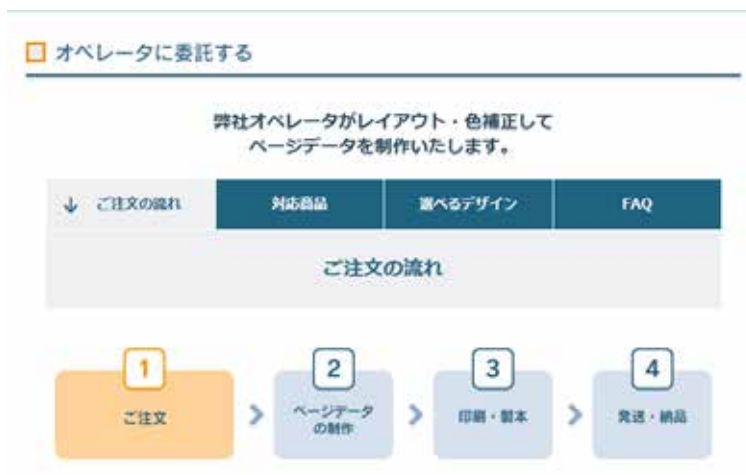 オペレータに委託する
弊社オペレータがレイアウト・色補正して
ページデータを制作いたします。
↓ ご注文の流れ
対応商品
選べるデザイン
FAQ
ご注文の流れ
1
ご注文
2
ページデータ
の制作
3
印刷・製本
4
発送・納品